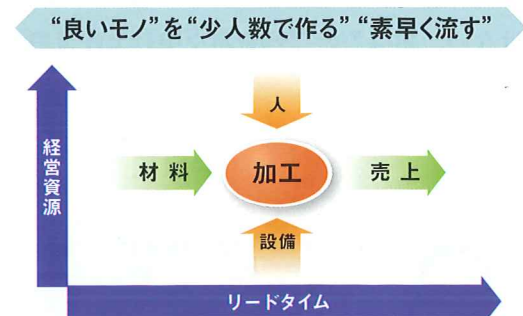 “良いモノ”を“少人数で作る”“素早く流す”
人
経営資源
材料
加工
売上
設備
リードタイム